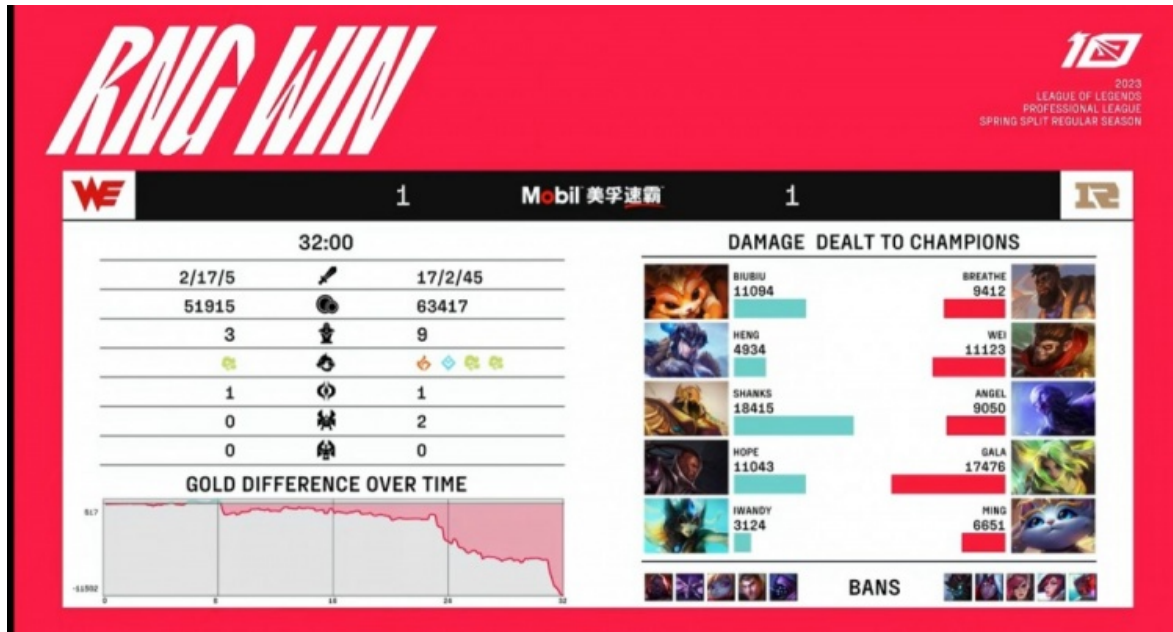 RNG WIN
10
2023
LEAGUE OF LEGENDS
PROFESSIONAL LEAGUE
SPRING SPLIT REGULAR SEASON
WE 1 Mobil 美孚速霸 1 R
32:00
2/17/5 17/2/45
51915 63417
3 9
1 1
0 2
0 0
GOLD DIFFERENCE OVER TIME
517
-11502
0 8 16 24 32
DAMAGE DEALT TO CHAMPIONS
BIUBIU BREATHE
11094 9412
HENG WEI
4934 11123
SHANKS ANGEL
18415 9050
HOPE GALA
11043 17476
IWANDY MING
3124 6651
BANS